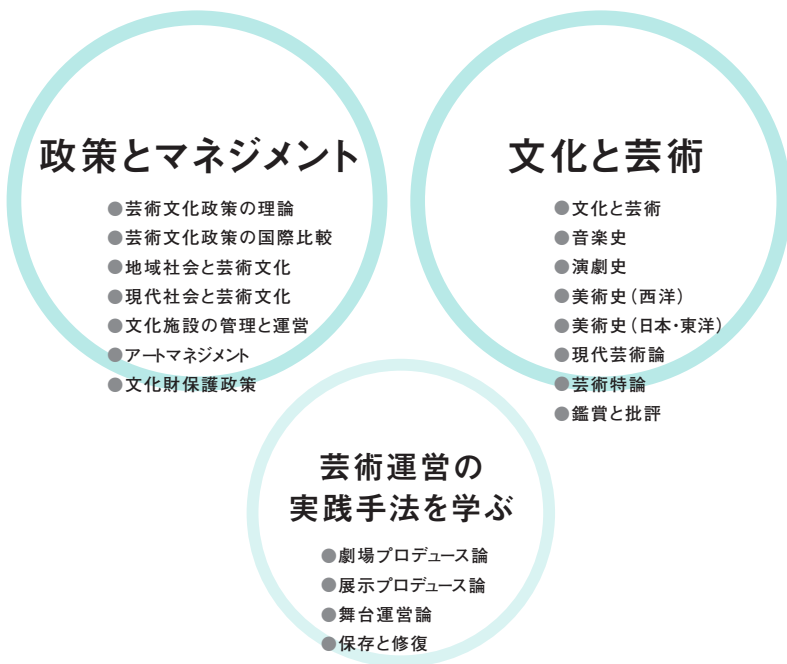 政策とマネジメント
●芸術文化政策の理論
●芸術文化政策の国際比較
●地域社会と芸術文化
●現代社会と芸術文化
●文化施設の管理と運営
●アートマネジメント
●文化財保護政策
文化と芸術
●文化と芸術
●音楽史
●演劇史
●美術史（西洋）
●美術史（日本・東洋）
●現代芸術論
●芸術特論
●鑑賞と批評
芸術運営の
実践手法を学ぶ
●劇場プロデュース論
●展示プロデュース論
●舞台運営論
●保存と修復